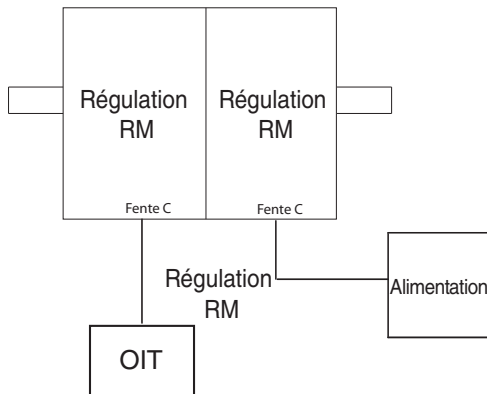 Régulation
RM
Régulation
RM
Fente C
Fente C
Régulation
RM
Alimentation
OIT